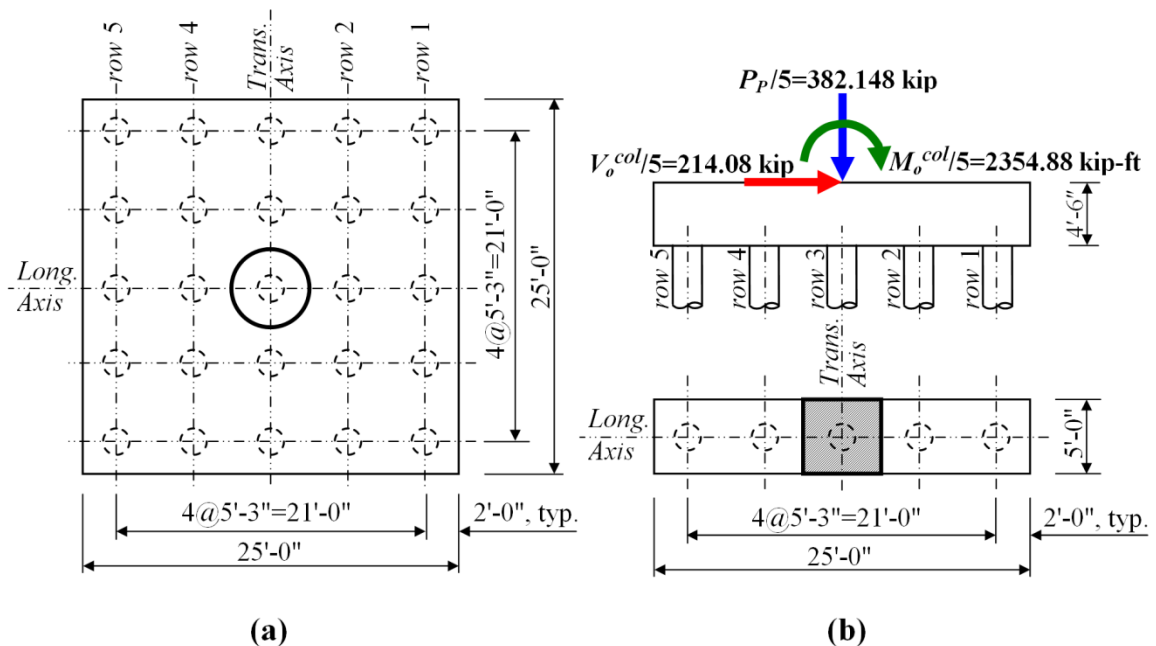 row 5
row 4
Trans.
Axis
row 2
row 1
Long.
Axis
4@5'-3"=21'-0"
25'-0"
4@5'-3"=21'-0"
2'-0", typ.
25'-0"
(a)
P_P/5=382.148 kip
V_o^col/5=214.08 kip
M_o^col/5=2354.88 kip-ft
4'-6"
row 5
row 4
row 3
row 2
row 1
Trans.
Axis
Long.
Axis
5'-0"
4@5'-3"=21'-0"
2'-0", typ.
25'-0"
(b)